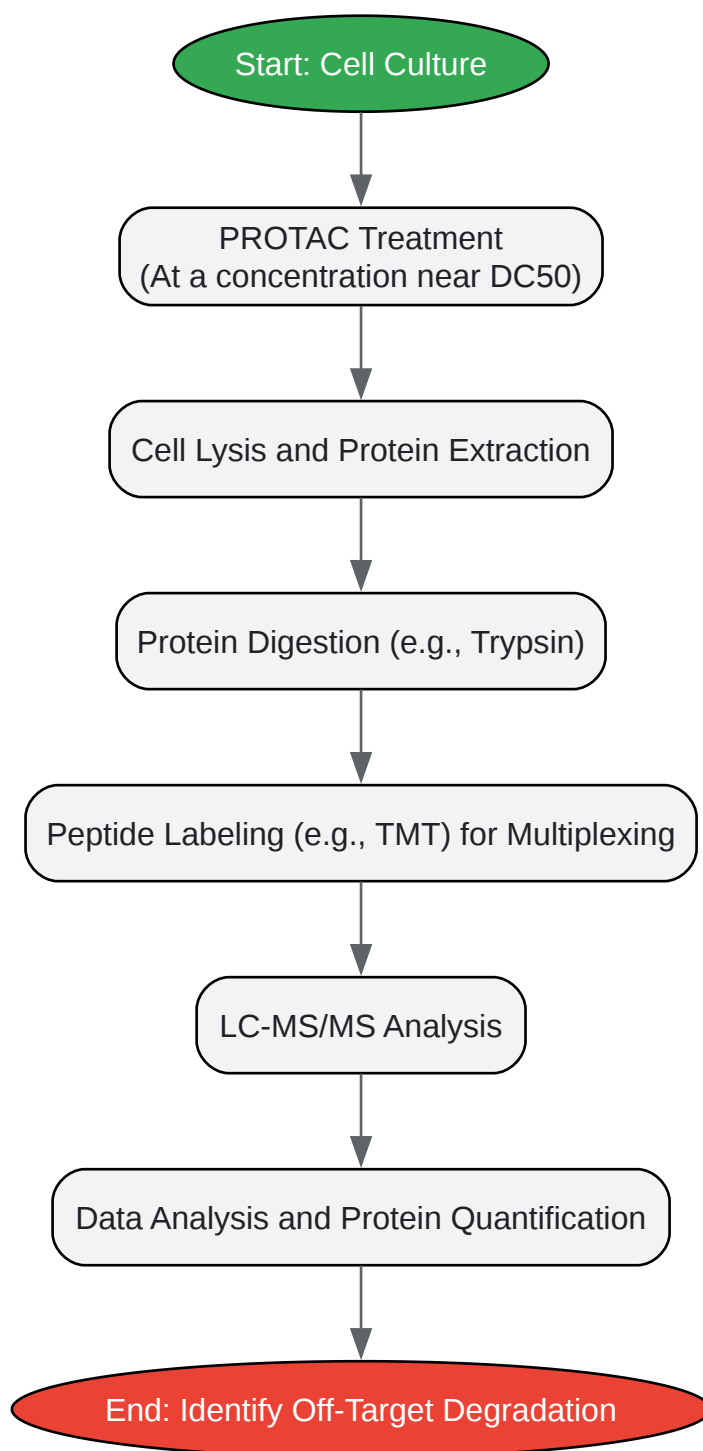 Start: Cell Culture
PROTAC Treatment
(At a concentration near DC50)
Cell Lysis and Protein Extraction
Protein Digestion (e.g., Trypsin)
Peptide Labeling (e.g., TMT) for Multiplexing
LC-MS/MS Analysis
Data Analysis and Protein Quantification
End: Identify Off-Target Degradation